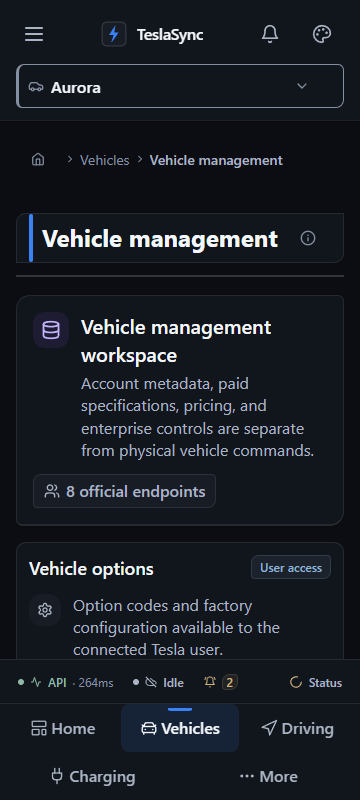 TeslaSync
Aurora
Vehicles
Vehicle management
Vehicle management
Vehicle management
workspace
Account metadata, paid
specifications, pricing, and
enterprise controls are separate
from physical vehicle commands.
8 official endpoints
Vehicle options
User access
Option codes and factory
configuration available to the
connected Tesla user.
API · 264ms
Idle
2
Status
Home
Vehicles
Driving
Charging
More